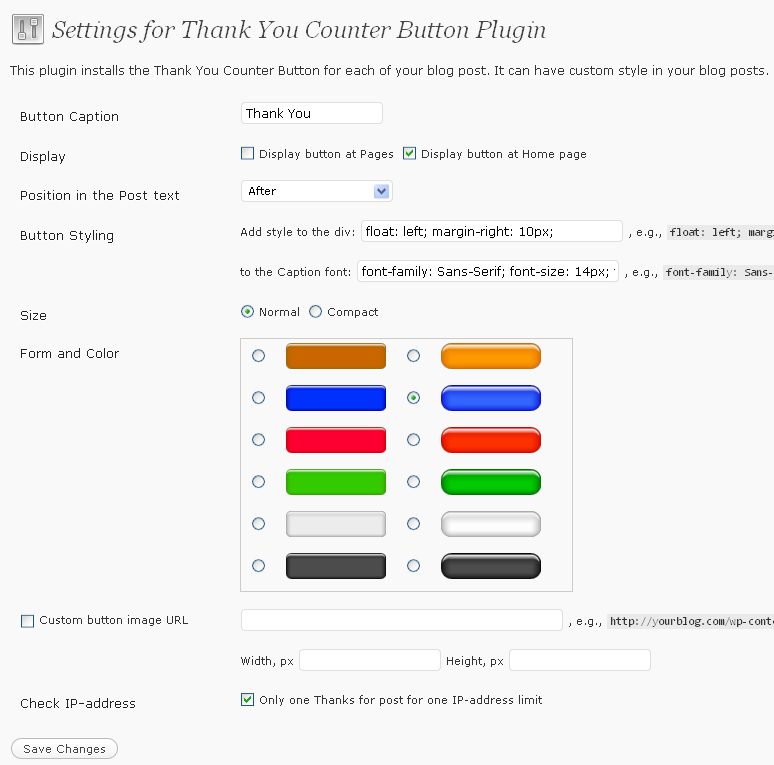 Settings for Thank You Counter Button Plugin
This plugin installs the Thank You Counter Button for each of your blog post. It can have custom style in your blog posts.
Button Caption Thank You
Display Display button at Pages Display button at Home page
Position in the Post text After
Button Styling Add style to the div: float: left; margin-right: 10px; , e.g., float: left; marg
to the Caption font: font-family: Sans-Serif; font-size: 14px; , e.g., font-family: Sans-
Size Normal Compact
Form and Color
Custom button image URL , e.g., http://yourblog.com/wp-cont
Width, px Height, px
Check IP-address Only one Thanks for post for one IP-address limit
Save Changes